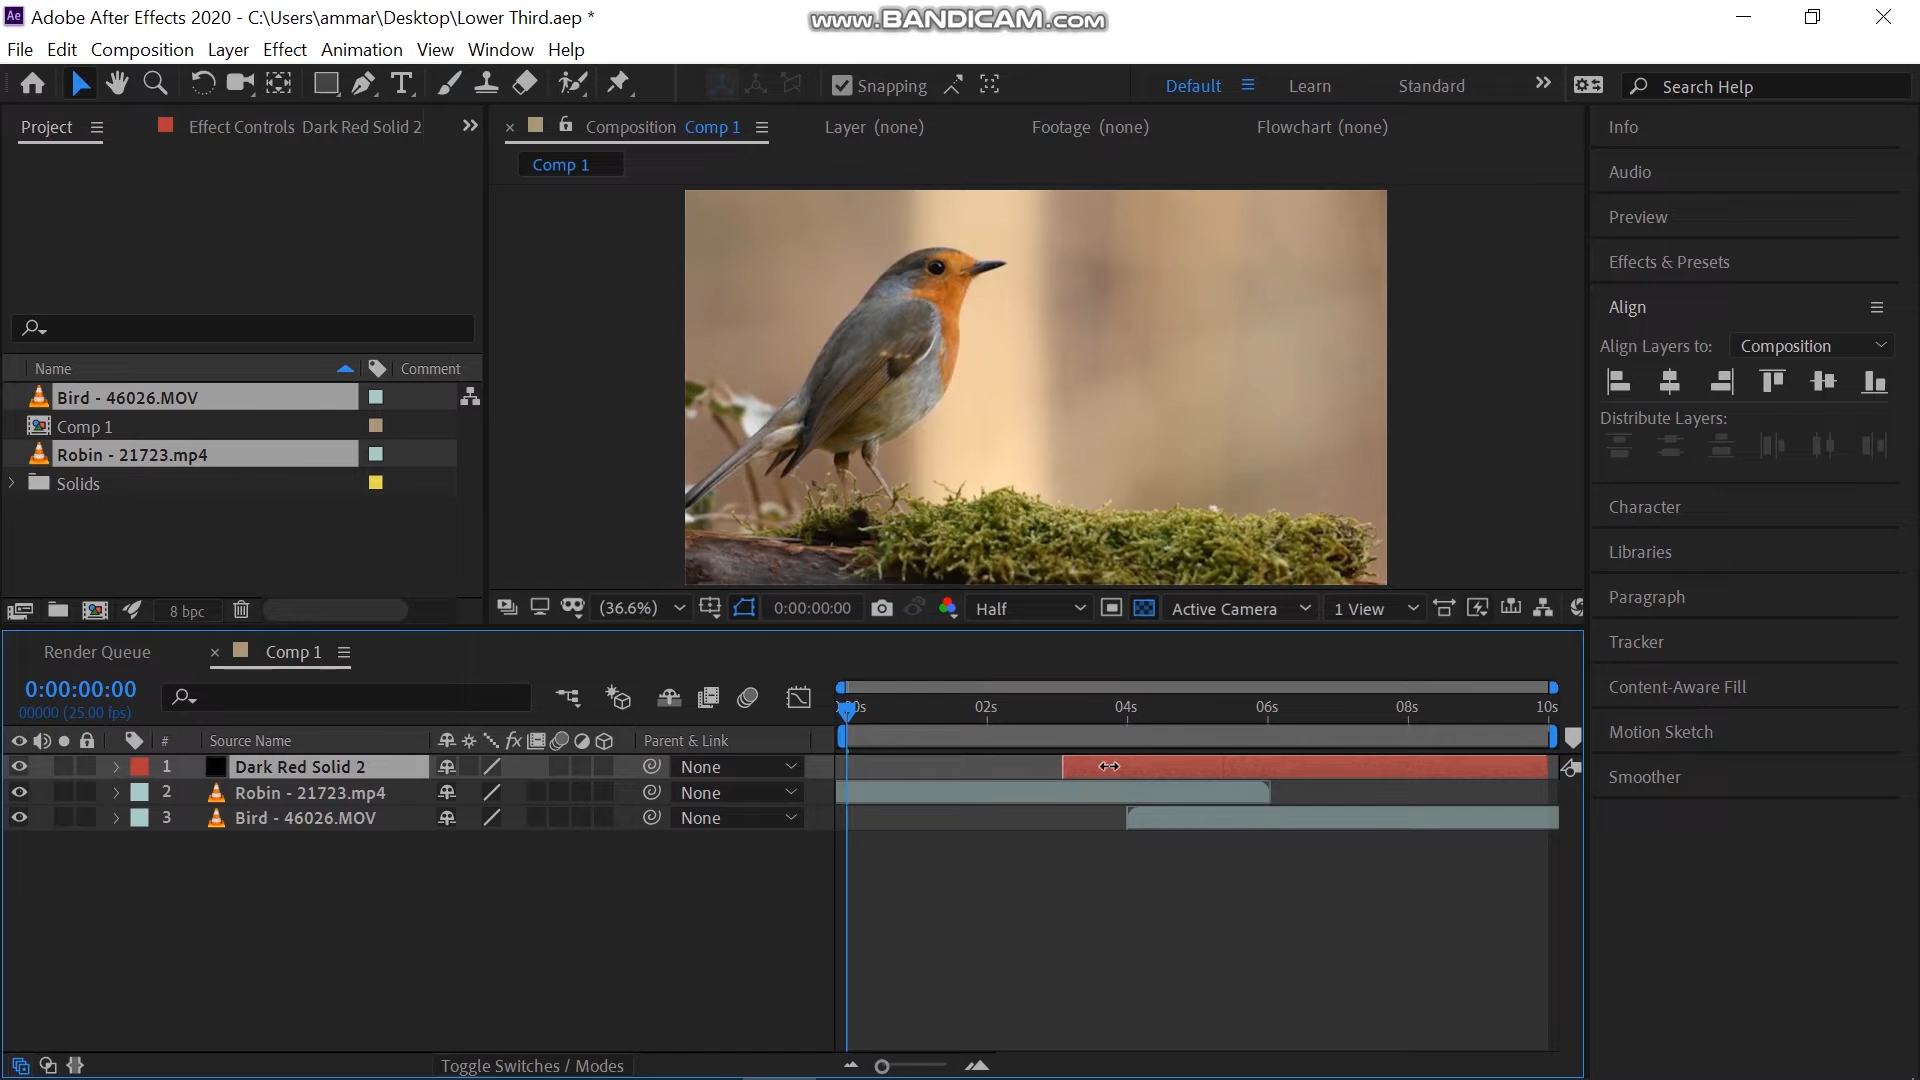 Adobe After Effects 2020 - C:\Users\ammar\Desktop\Lower Third.aep *
www.BANDICAM.com
File Edit Composition Layer Effect Animation View Window Help
Snapping
Default
Learn
Standard
Search Help
Project
Effect Controls Dark Red Solid 2
Composition Comp 1
Layer (none)
Footage (none)
Flowchart (none)
Comp 1
Info
Audio
Preview
Effects & Presets
Align
Align Layers to: Composition
Distribute Layers:
Character
Libraries
Paragraph
Tracker
Content-Aware Fill
Motion Sketch
Smoother
Name
Comment
Bird - 46026.MOV
Comp 1
Robin - 21723.mp4
Solids
8 bpc
(36.6%)
0:00:00:00
Half
Active Camera
1 View
Render Queue
Comp 1
0:00:00:00
00000 (25.00 fps)
02s 04s 06s 08s 10s
# Source Name fx Parent & Link
1 Dark Red Solid 2 None
2 Robin - 21723.mp4 None
3 Bird - 46026.MOV None
Toggle Switches / Modes